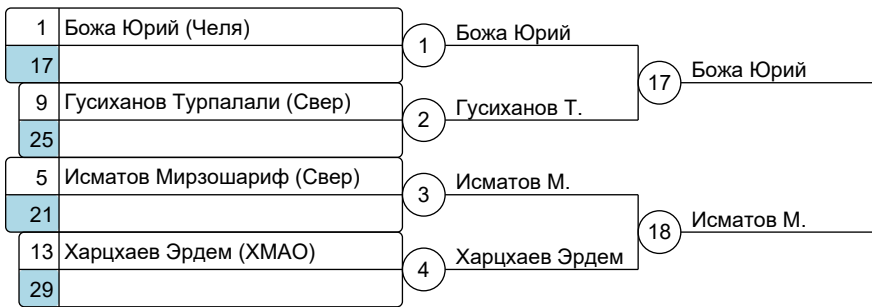 1 Божа Юрий (Челя)
17
9 Гусиханов Турпалали (Свер)
25
5 Исматов Мирзошариф (Свер)
21
13 Харцхаев Эрдем (ХМАО)
29
1 Божа Юрий
2 Гусиханов Т.
3 Исматов М.
4 Харцхаев Эрдем
17 Божа Юрий
18 Исматов М.